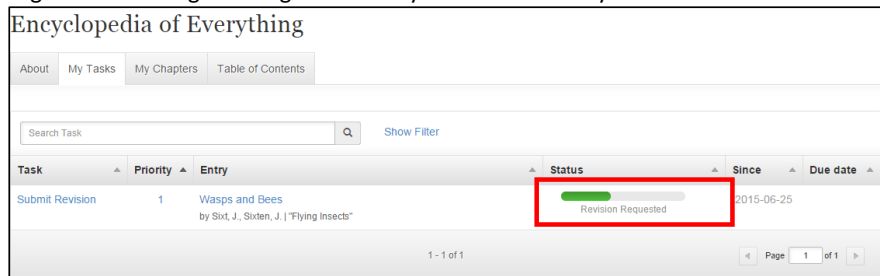 Encyclopedia of Everything
About My Tasks My Chapters Table of Contents
Search Task Show Filter
Task Priority Entry Status Since Due date
Submit Revision 1 Wasps and Bees 2015-06-25
by Sixt, J., Sixten, J. | "Flying Insects" Revision Requested
1 - 1 of 1 Page 1 of 1